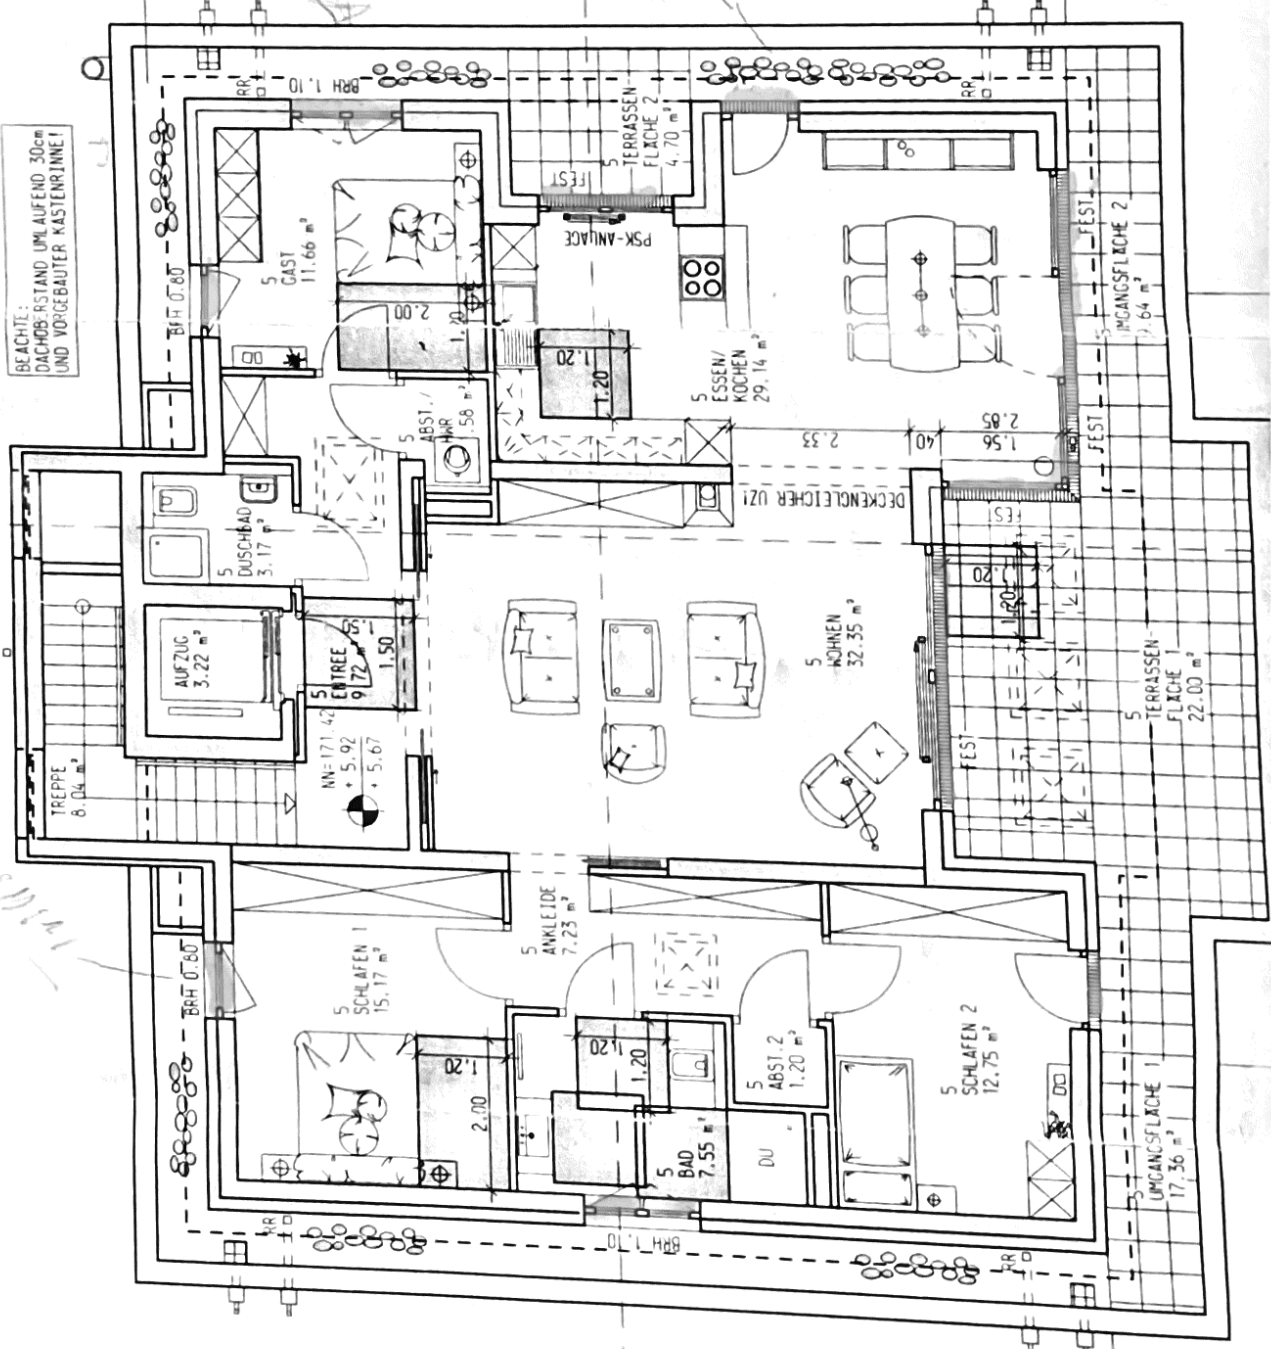 BEACHTE:
DACHÜBERSTAND UMLAUFEND 30cm
UND VORGEBAUTER KASTENRINNE!
RR
BRH 1.10
RR
5
TERRASSEN
FLÄCHE 2
4.70 m²
FEST
PSK-ANLAGE
BRH 0.80
5
GAST
11.66 m²
2.00
1.20
1.20
1.20
5
ESSEN/
KOCHEN
29.14 m²
FEST
UMGANGSFLÄCHE 2
FEST
2.33
40
1.56
2.85
5
ABST./
HWR
DECKENGLEICHER UZ!
FEST
5
DUSCHBAD
3.17 m²
AUFZUG
3.22 m²
5
ENTREE
9.72 m²
1.50
1.20
1.20
5
WOHNEN
32.35 m²
5
TERRASSEN-
FLÄCHE 1
22.00 m²
FEST
TREPPE
8.04 m²
NN=171.42
+ 5.92
+ 5.67
5
ANKLEIDE
7.23 m²
BRH 0.80
5
SCHLAFEN 1
15.17 m²
1.20
2.00
1.20
1.20
5
BAD
7.55 m²
DU
5
ABST.2
1.20 m²
5
SCHLAFEN 2
12.75 m²
5
UMGANGSFLÄCHE 1
17.36 m²
RR
BRH 1.10
RR